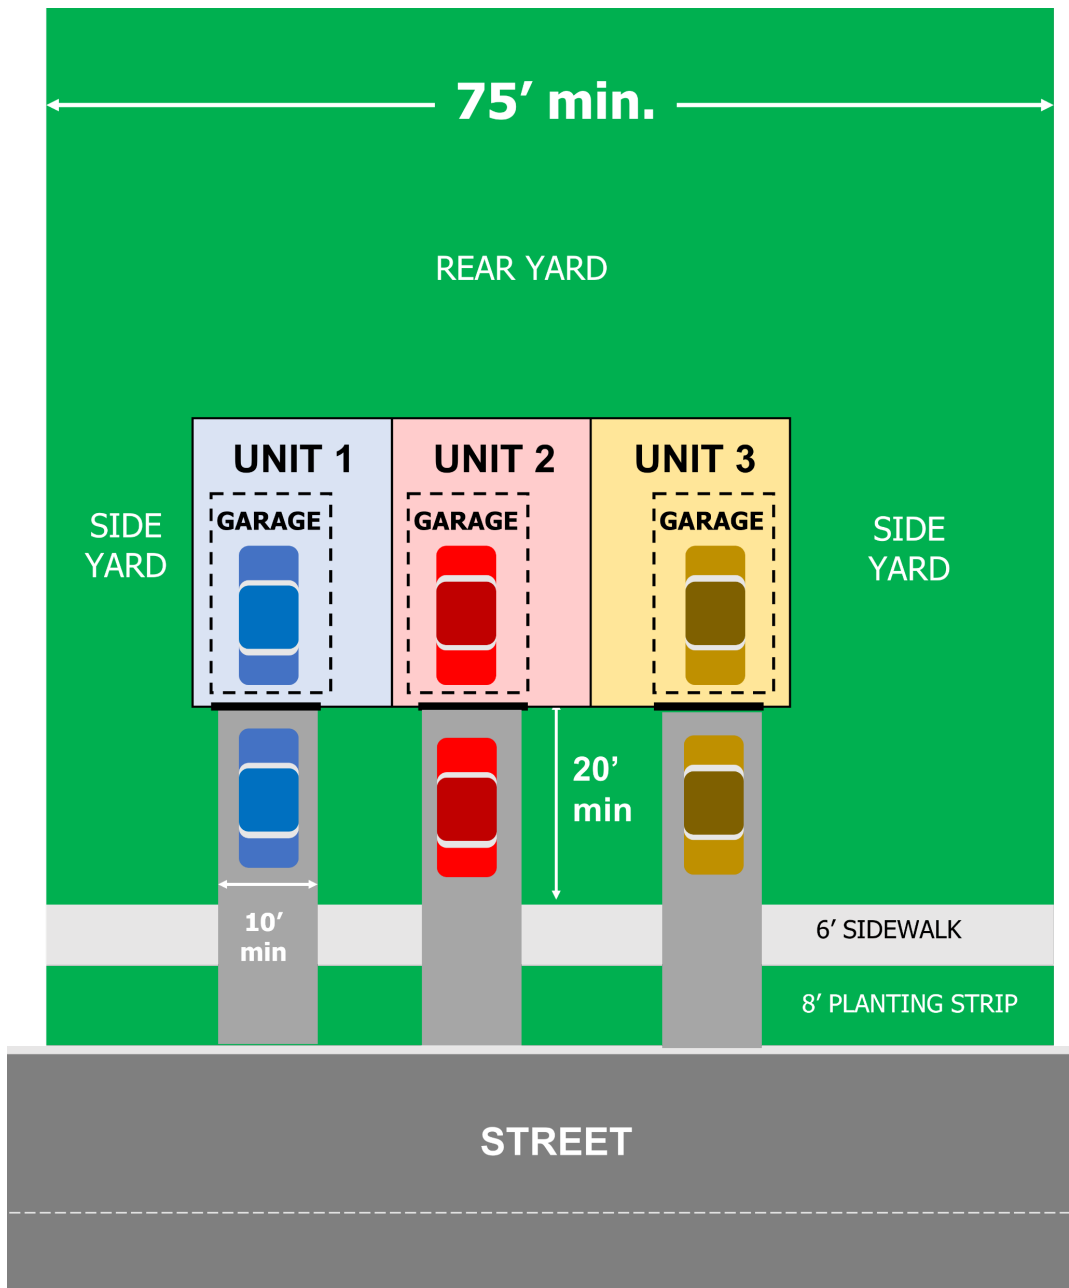 75’ min.
REAR YARD
UNIT 1
UNIT 2
UNIT 3
GARAGE
GARAGE
GARAGE
SIDE
YARD
SIDE
YARD
20’
min
10’
min
6’ SIDEWALK
8’ PLANTING STRIP
STREET